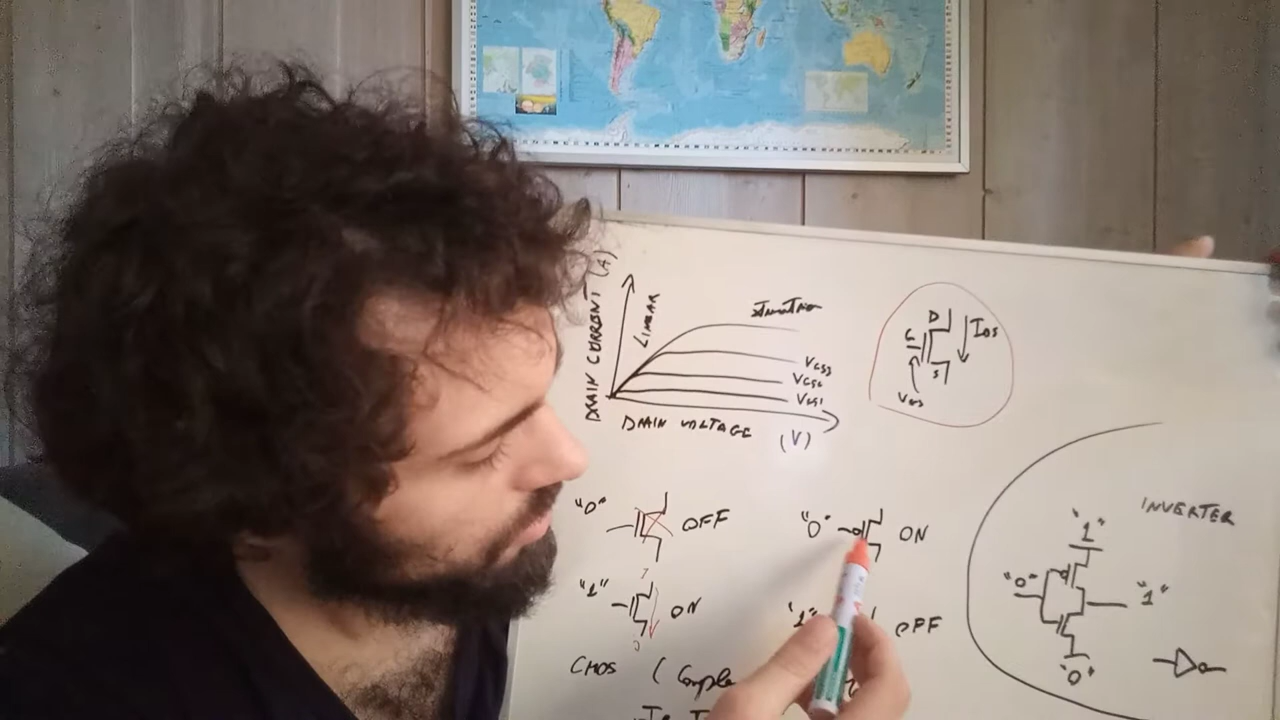 DRAIN CURRENT (A)
LINEAR
VGS3
VGS2
VGS1
DRAIN VOLTAGE (V)
D
G
S
IDS
VGS
"0" OFF
"1" ON
"0" ON
"1" OFF
CMOS (Comple
INVERTER
"1"
"0"
"1"
"0"